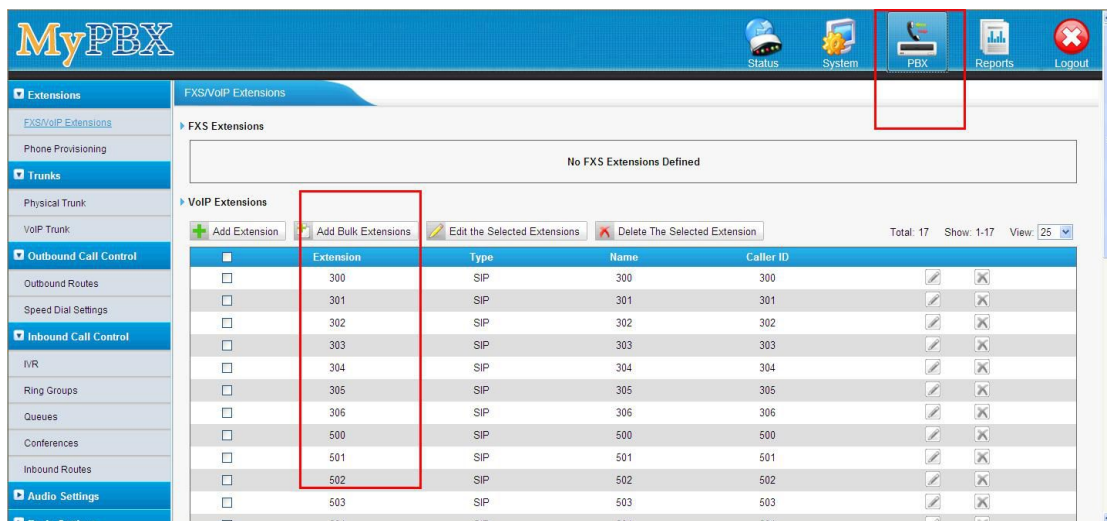 MyPBX
Status System PBX Reports Logout
Extensions
FXS/VoIP Extensions
Phone Provisioning
Trunks
Physical Trunk
VoIP Trunk
Outbound Call Control
Outbound Routes
Speed Dial Settings
Inbound Call Control
IVR
Ring Groups
Queues
Conferences
Inbound Routes
Audio Settings
FXS/VoIP Extensions
FXS Extensions
No FXS Extensions Defined
VoIP Extensions
Add Extension Add Bulk Extensions Edit the Selected Extensions Delete The Selected Extension Total: 17 Show: 1-17 View: 25
Extension Type Name Caller ID
300 SIP 300 300
301 SIP 301 301
302 SIP 302 302
303 SIP 303 303
304 SIP 304 304
305 SIP 305 305
306 SIP 306 306
500 SIP 500 500
501 SIP 501 501
502 SIP 502 502
503 SIP 503 503